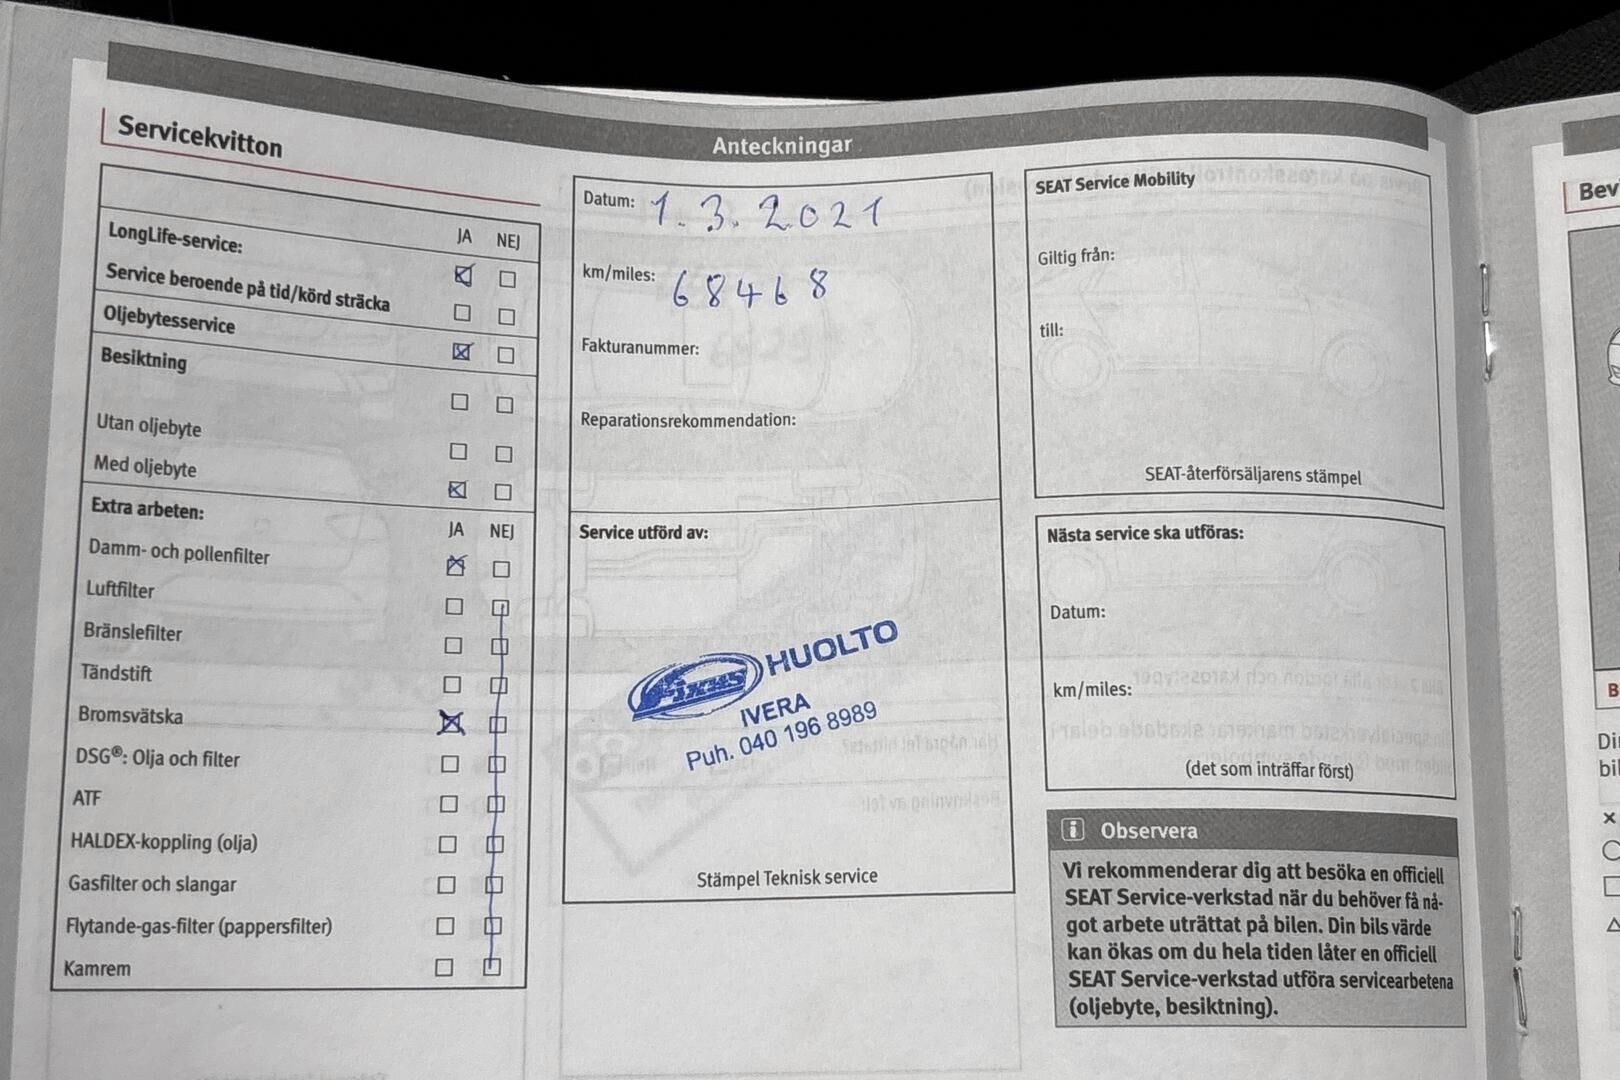 Anteckningar
Servicekvitton
JA NEJ
LongLife-service:
Service beroende på tid/körd sträcka
Oljebytesservice
Besiktning
Utan oljebyte
Med oljebyte
Extra arbeten:
JA NEJ
Damm- och pollenfilter
Luftfilter
Bränslefilter
Tändstift
Bromsvätska
DSG®: Olja och filter
ATF
HALDEX-koppling (olja)
Gasfilter och slangar
Flytande-gas-filter (pappersfilter)
Kamrem
Datum: 1.3.2021
km/miles: 68468
Fakturanummer:
Reparationsrekommendation:
Service utförd av:
FIXUS HUOLTO
IVERA
Puh. 040 196 8989
Stämpel Teknisk service
SEAT Service Mobility
Giltig från:
till:
SEAT-återförsäljarens stämpel
Nästa service ska utföras:
Datum:
km/miles:
(det som inträffar först)
i Observera
Vi rekommenderar dig att besöka en officiell
SEAT Service-verkstad när du behöver få nå-
got arbete uträttat på bilen. Din bils värde
kan ökas om du hela tiden låter en officiell
SEAT Service-verkstad utföra servicearbetena
(oljebyte, besiktning).
Bev
B
Di
bil